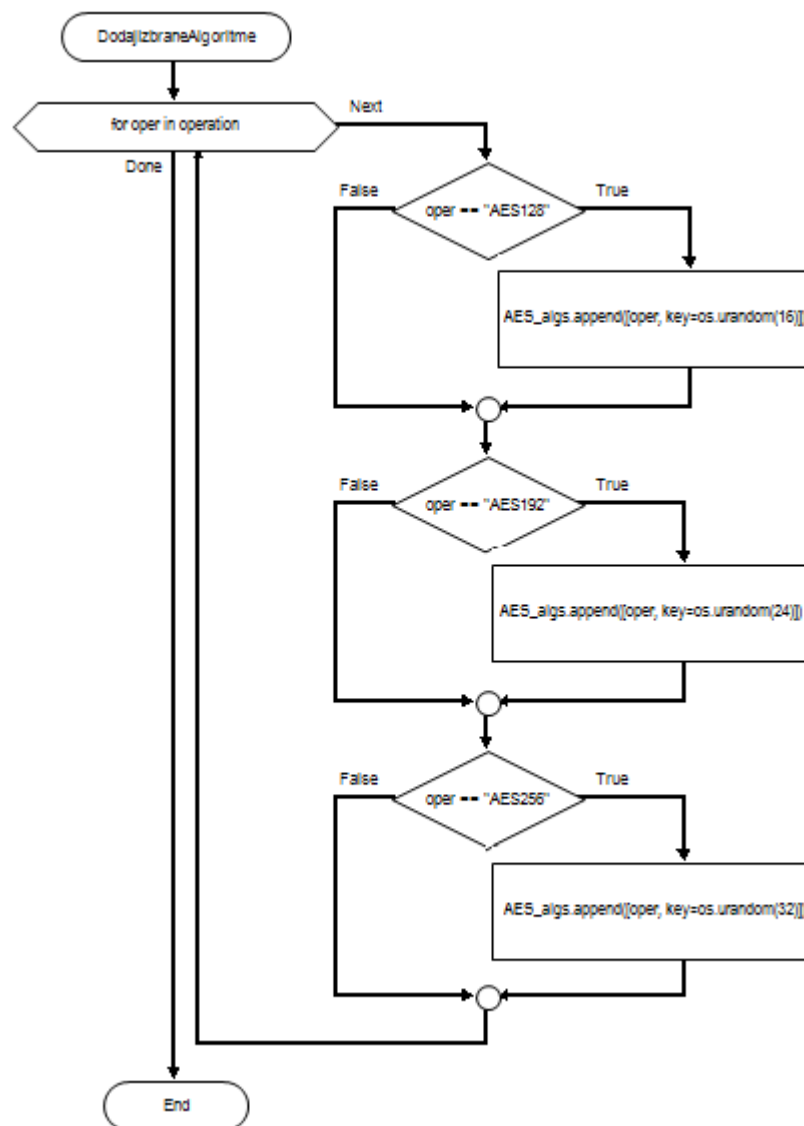 DodajIzbraneAlgoritme
for oper in operation
Next
Done
False
oper == "AES128"
True
AES_algs.append([oper, key=os.urandom(16)])
False
oper == "AES192"
True
AES_algs.append([oper, key=os.urandom(24)])
False
oper == "AES256"
True
AES_algs.append([oper, key=os.urandom(32)])
End